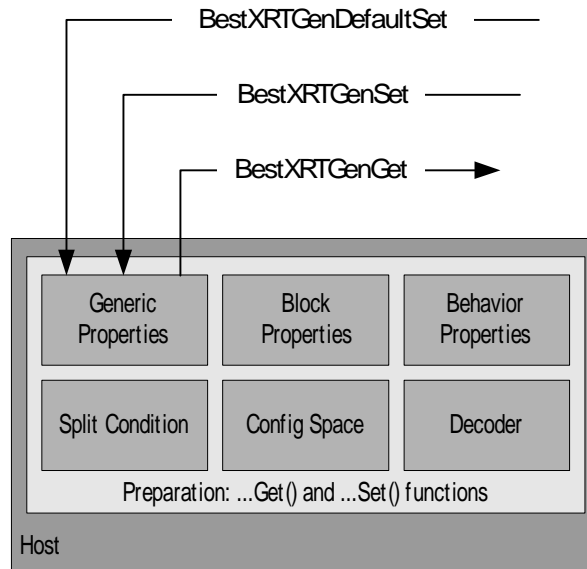 BestXRTGenDefaultSet
BestXRTGenSet
BestXRTGenGet
Generic
Properties
Block
Properties
Behavior
Properties
Split Condition
Config Space
Decoder
Preparation: ...Get() and ...Set() functions
Host